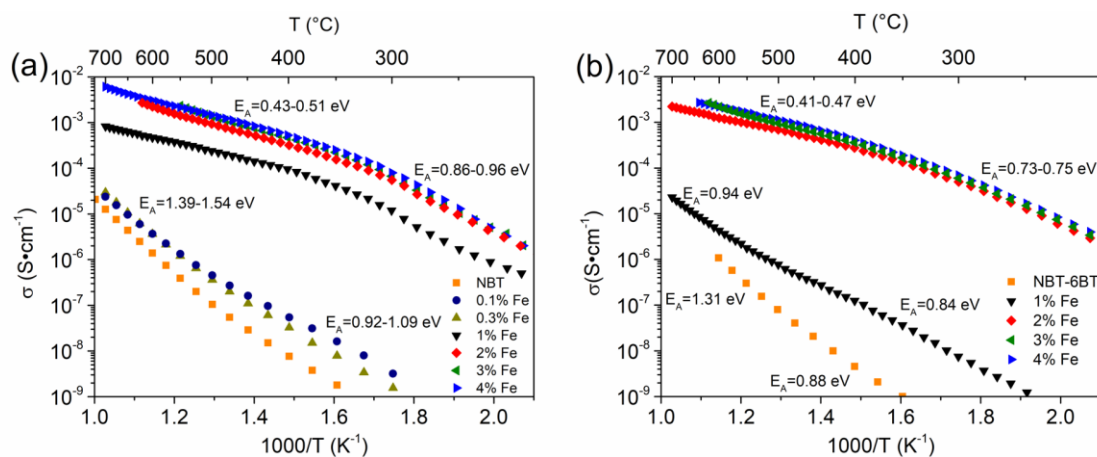 T (°C)
700 600 500 400 300
(a)
10⁻²
10⁻³
10⁻⁴
10⁻⁵
10⁻⁶
10⁻⁷
10⁻⁸
10⁻⁹
σ (S•cm⁻¹)
E_A=0.43-0.51 eV
E_A=0.86-0.96 eV
E_A=1.39-1.54 eV
E_A=0.92-1.09 eV
NBT
0.1% Fe
0.3% Fe
1% Fe
2% Fe
3% Fe
4% Fe
1.0 1.2 1.4 1.6 1.8 2.0
1000/T (K⁻¹)
T (°C)
700 600 500 400 300
(b)
10⁻²
10⁻³
10⁻⁴
10⁻⁵
10⁻⁶
10⁻⁷
10⁻⁸
10⁻⁹
σ(S•cm⁻¹)
E_A=0.41-0.47 eV
E_A=0.73-0.75 eV
E_A=0.94 eV
E_A=1.31 eV
E_A=0.84 eV
E_A=0.88 eV
NBT-6BT
1% Fe
2% Fe
3% Fe
4% Fe
1.0 1.2 1.4 1.6 1.8 2.0
1000/T (K⁻¹)